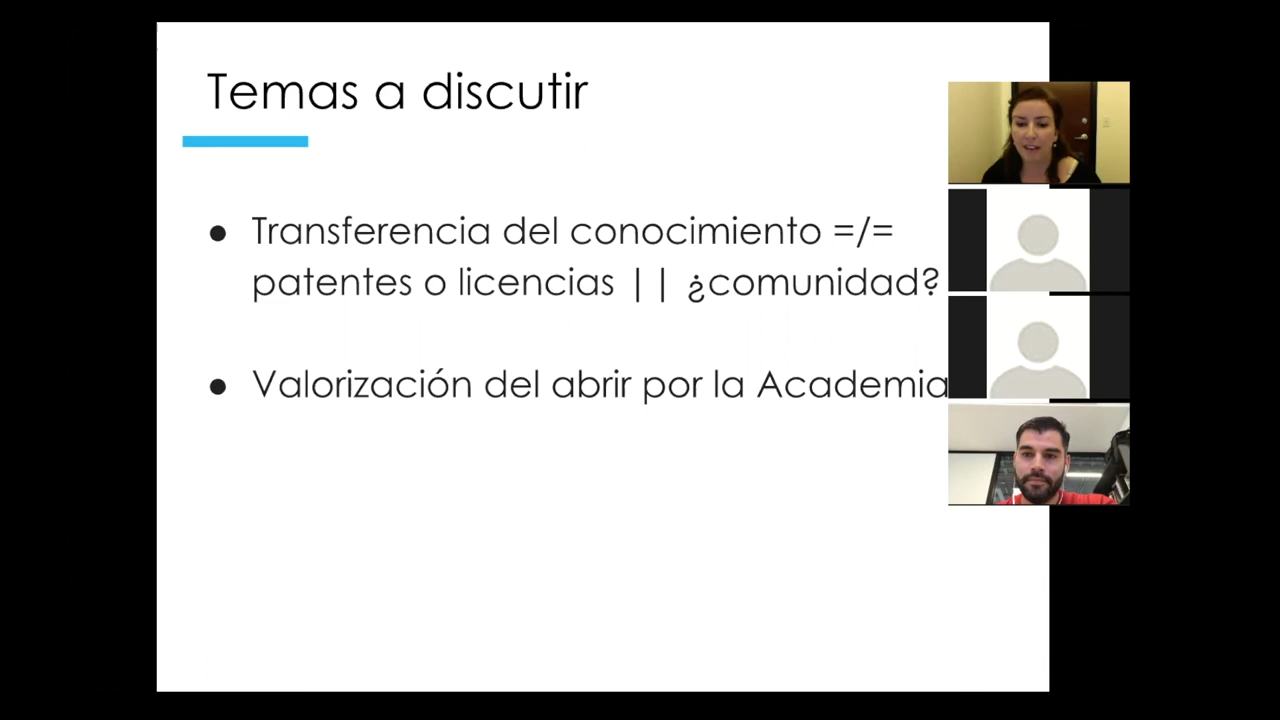 Temas a discutir
● Transferencia del conocimiento =/=
patentes o licencias || ¿comunidad?
● Valorización del abrir por la Academia